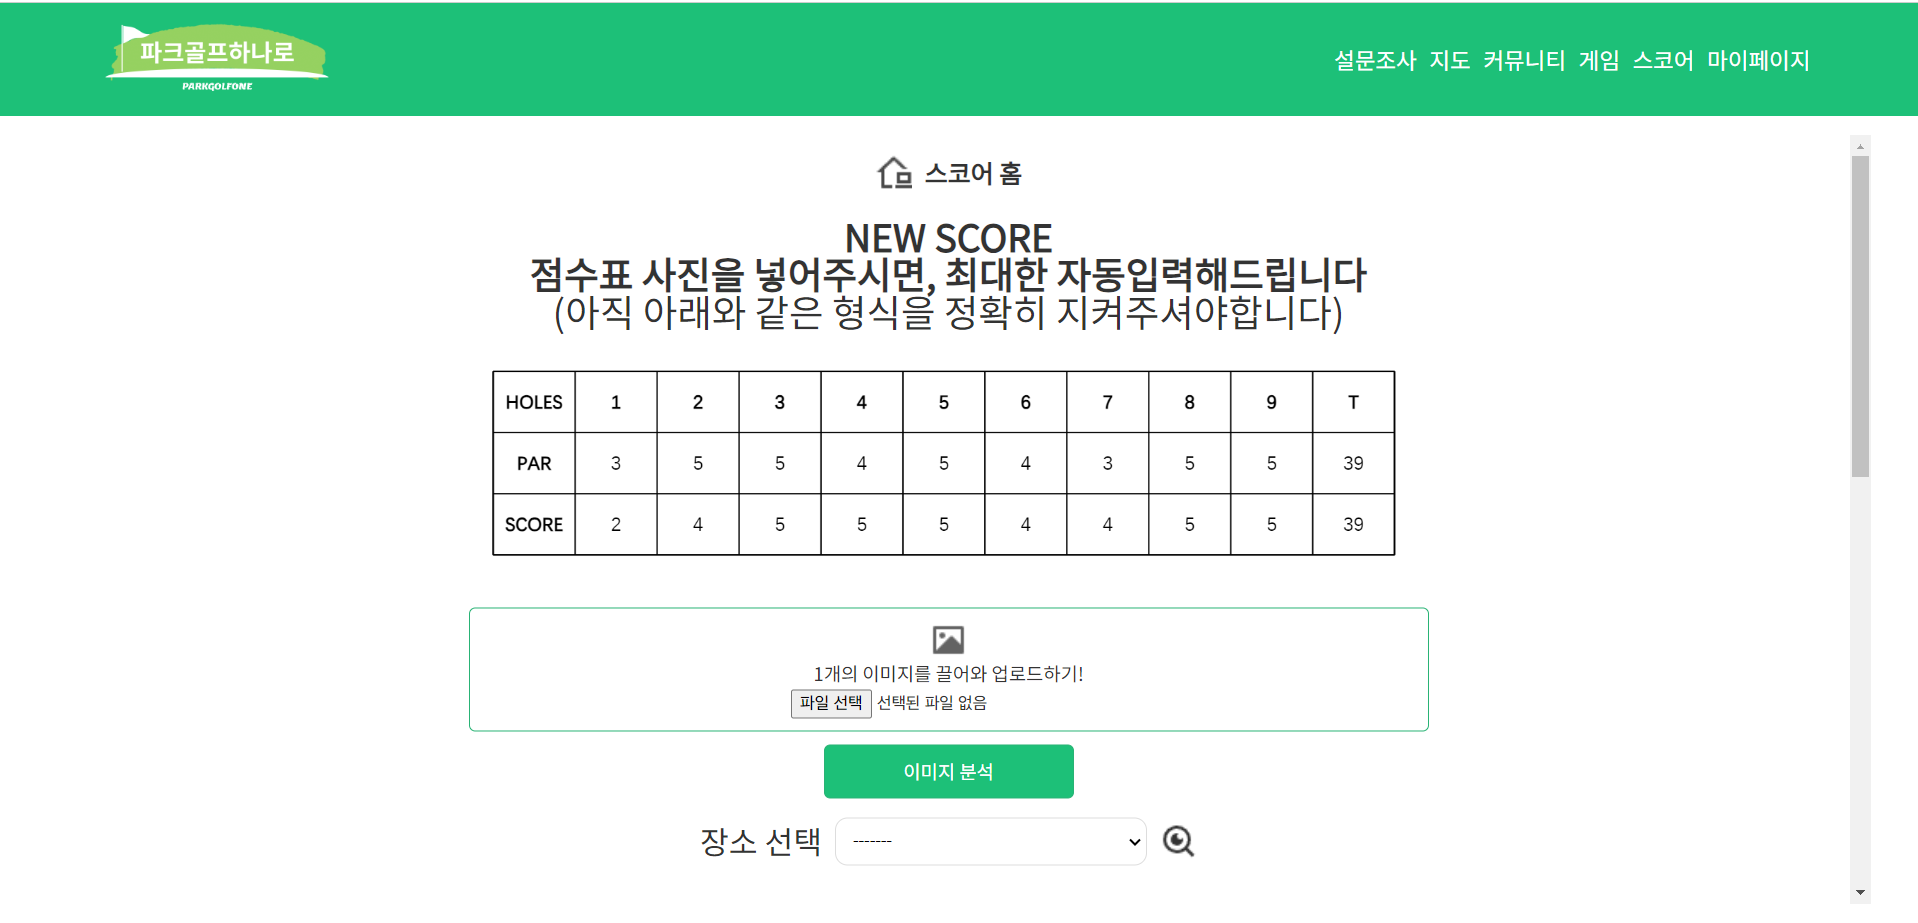 파크골프하나로
PARKGOLFONE
설문조사 지도 커뮤니티 게임 스코어 마이페이지
스코어 홈
NEW SCORE
점수표 사진을 넣어주시면, 최대한 자동입력해드립니다
(아직 아래와 같은 형식을 정확히 지켜주셔야합니다)
HOLES 1 2 3 4 5 6 7 8 9 T
PAR 3 5 5 4 5 4 3 5 5 39
SCORE 2 4 5 5 5 4 4 5 5 39
1개의 이미지를 끌어와 업로드하기!
파일 선택 선택된 파일 없음
이미지 분석
장소 선택 -------